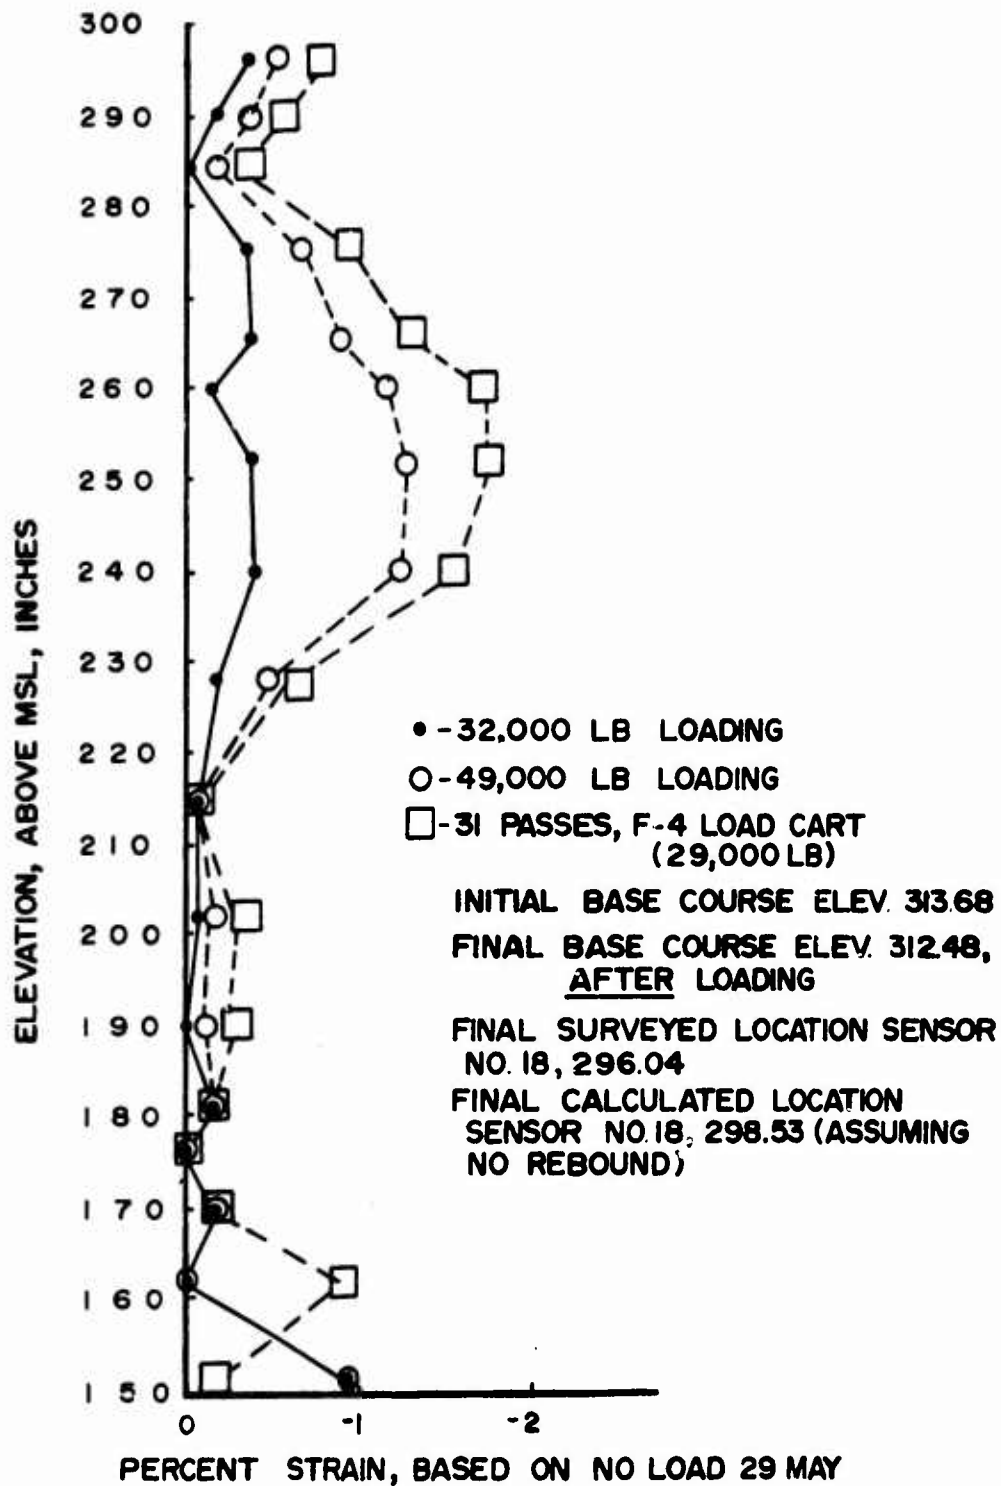 300
290
280
270
260
250
240
230
220
210
200
190
180
170
160
150
ELEVATION, ABOVE MSL, INCHES
-32,000 LB LOADING
-49,000 LB LOADING
-31 PASSES, F-4 LOAD CART
(29,000 LB)
INITIAL BASE COURSE ELEV. 313.68
FINAL BASE COURSE ELEV. 312.48,
AFTER LOADING
FINAL SURVEYED LOCATION SENSOR
NO. 18, 296.04
FINAL CALCULATED LOCATION
SENSOR NO. 18, 298.53 (ASSUMING
NO REBOUND)
0 -1 -2
PERCENT STRAIN, BASED ON NO LOAD 29 MAY